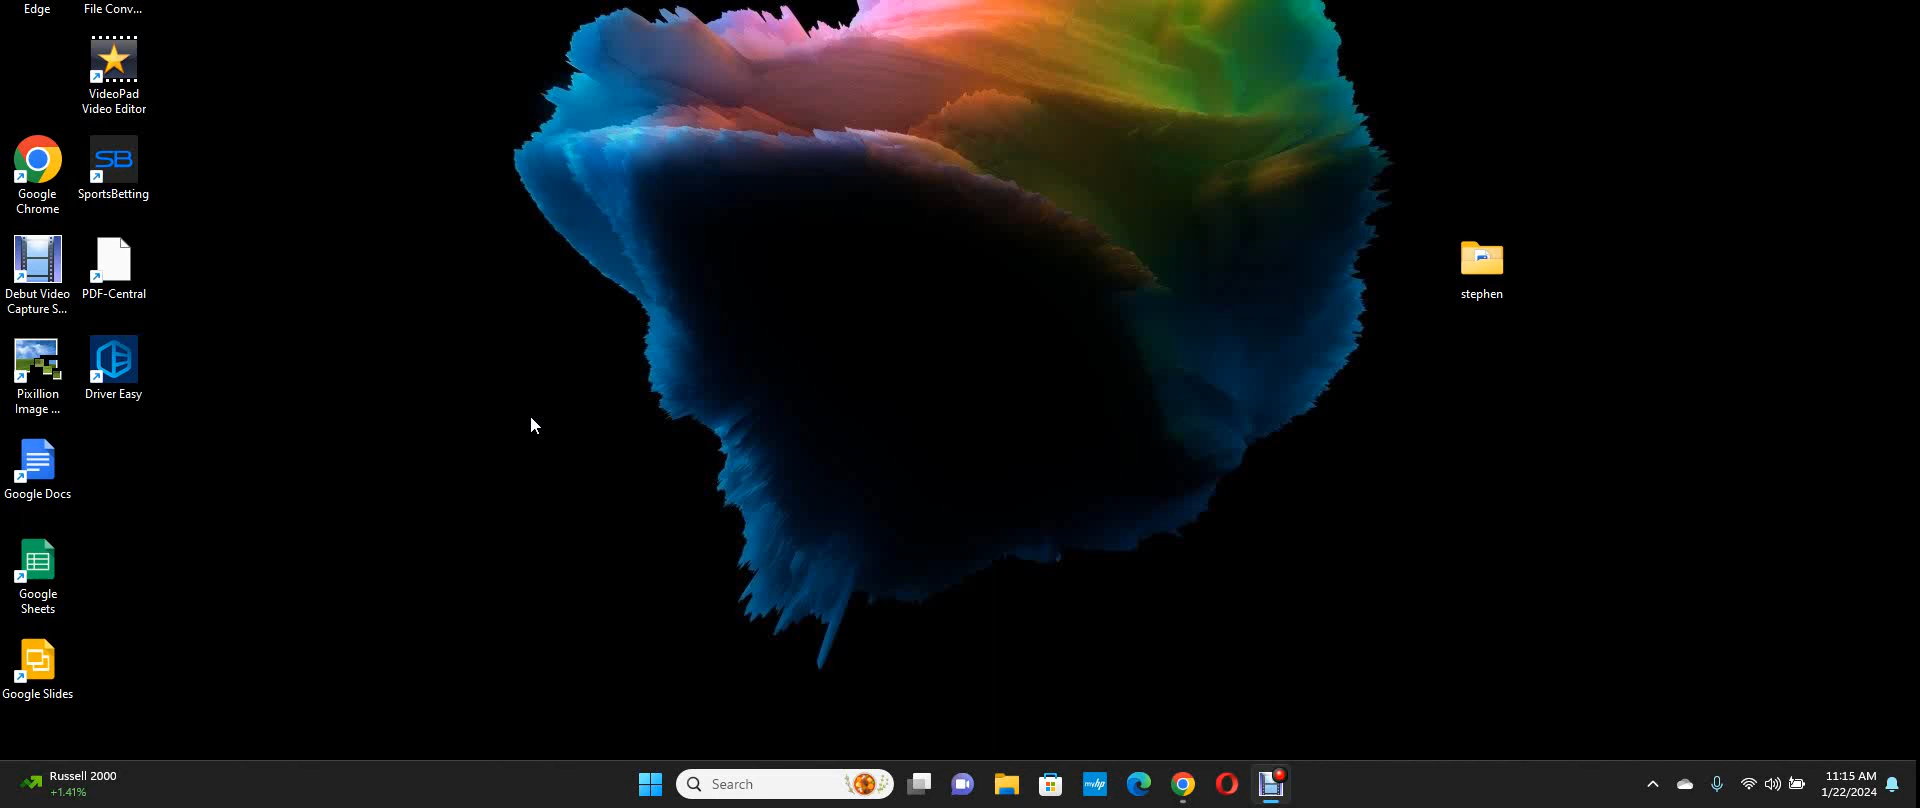 Edge
File Conv...
VideoPad
Video Editor
Google
Chrome
SB
SportsBetting
Debut Video
Capture S...
PDF-Central
Pixillion
Image ...
Driver Easy
Google Docs
Google
Sheets
Google Slides
stephen
Russell 2000
+1.41%
Search
myhp
11:15 AM
1/22/2024